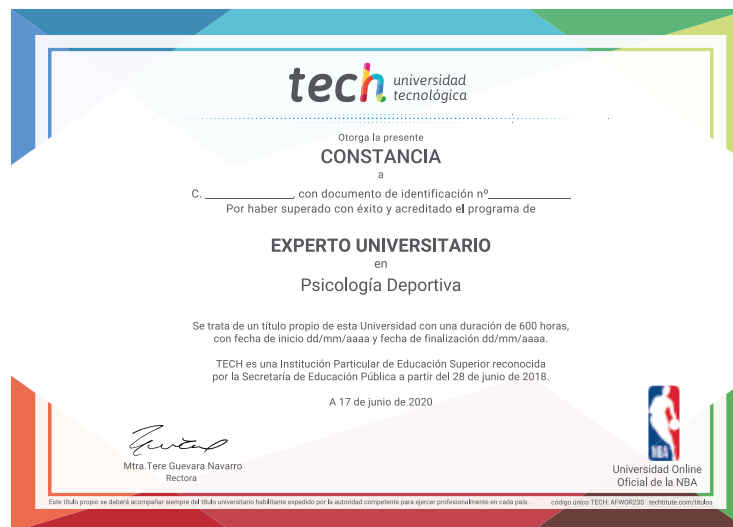 tech universidad
tecnológica
Otorga la presente
CONSTANCIA
a
C. ______________, con documento de identificación nº______________
Por haber superado con éxito y acreditado el programa de
EXPERTO UNIVERSITARIO
en
Psicología Deportiva
Se trata de un título propio de esta Universidad con una duración de 600 horas,
con fecha de inicio dd/mm/aaaa y fecha de finalización dd/mm/aaaa.
TECH es una Institución Particular de Educación Superior reconocida
por la Secretaría de Educación Pública a partir del 28 de junio de 2018.
A 17 de junio de 2020
Mtra.Tere Guevara Navarro
Rectora
NBA
Universidad Online
Oficial de la NBA
Este título propio se deberá acompañar siempre del título universitario habilitante expedido por la autoridad competente para ejercer profesionalmente en cada país. código único TECH: AFWOR23S techtitute.com/titulos